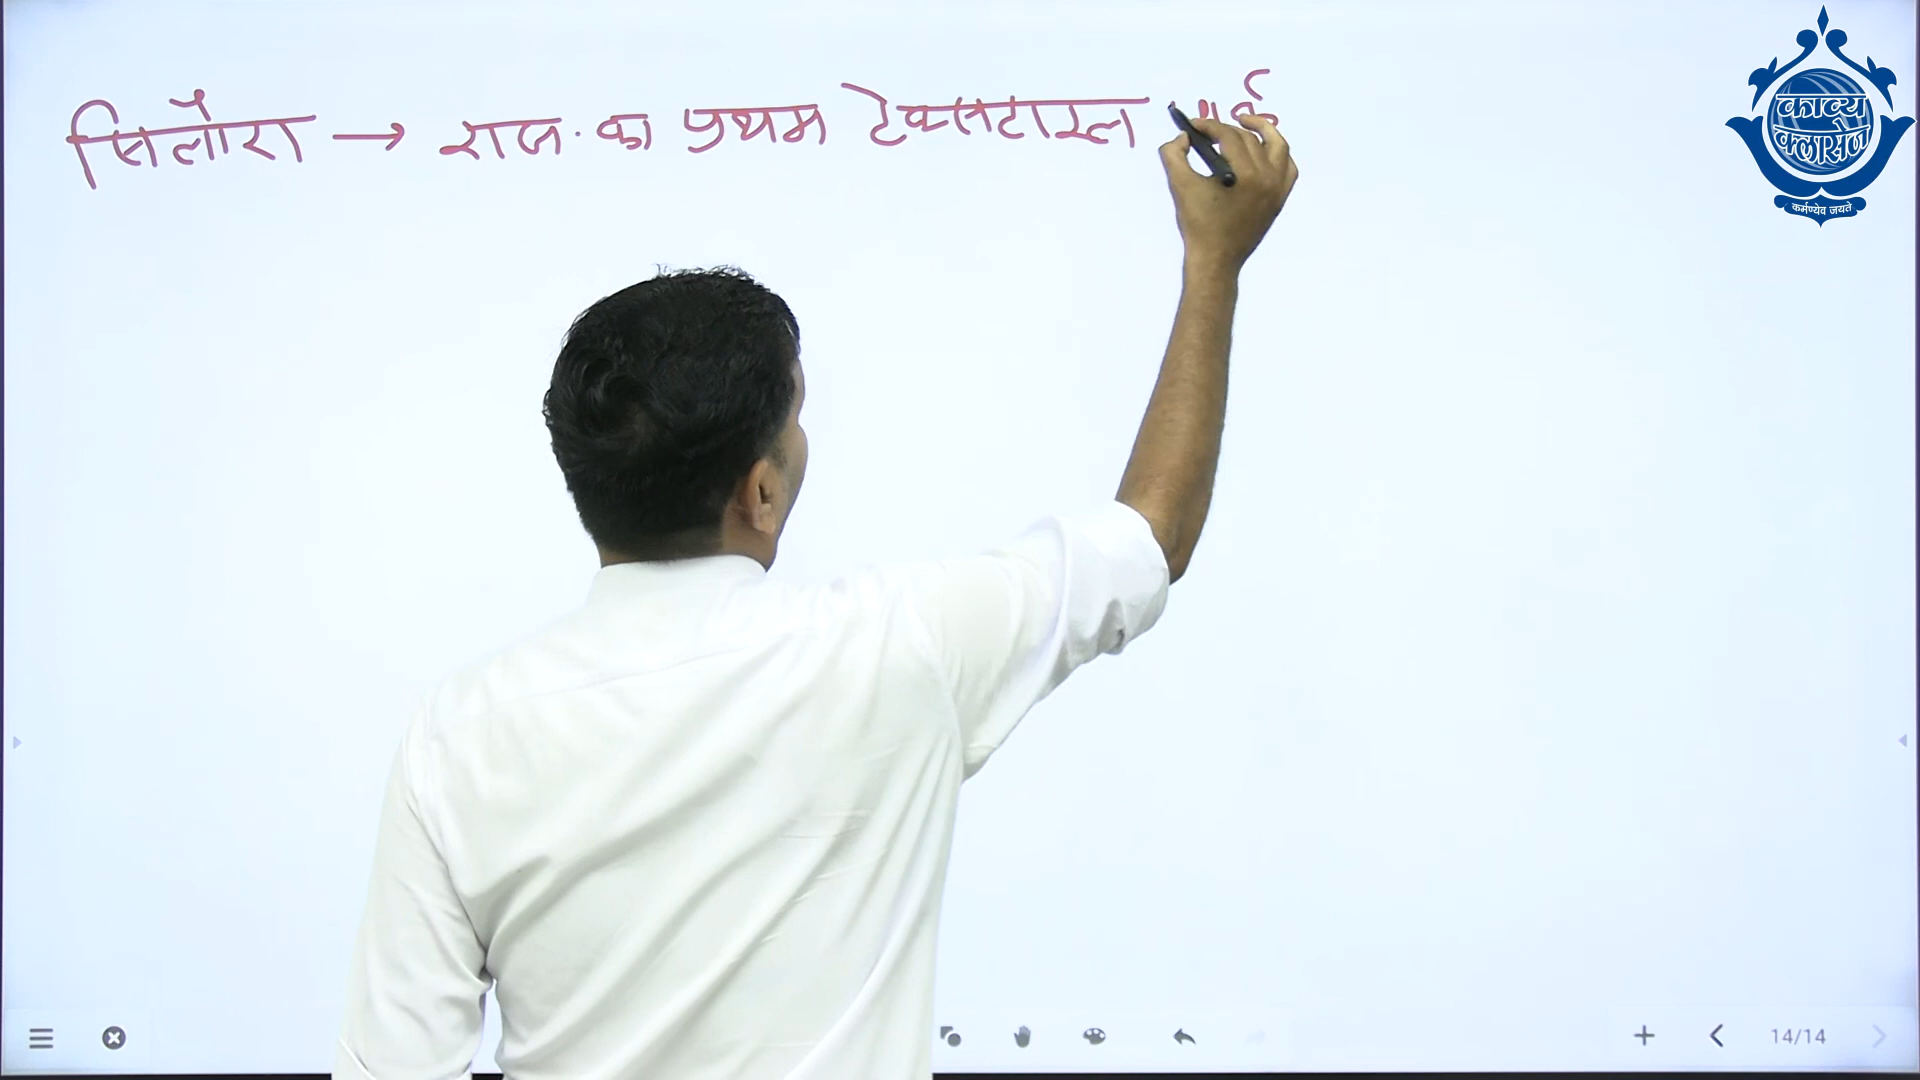 सिलौरा → राज. का प्रथम टेक्सटाइल पार्क
काव्य
क्लासेज
कर्मण्येव जयते
14/14